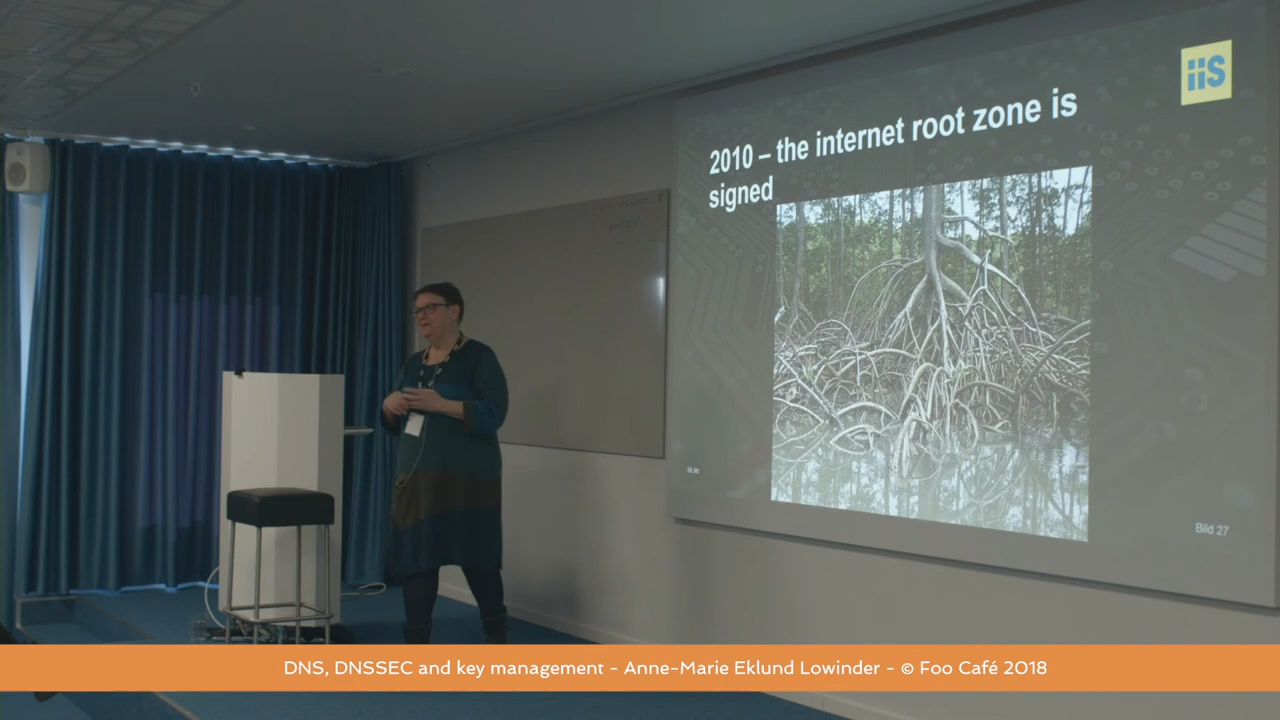 iis
2010 – the internet root zone is
signed
Bild 27
DNS, DNSSEC and key management - Anne-Marie Eklund Lowinder - © Foo Café 2018